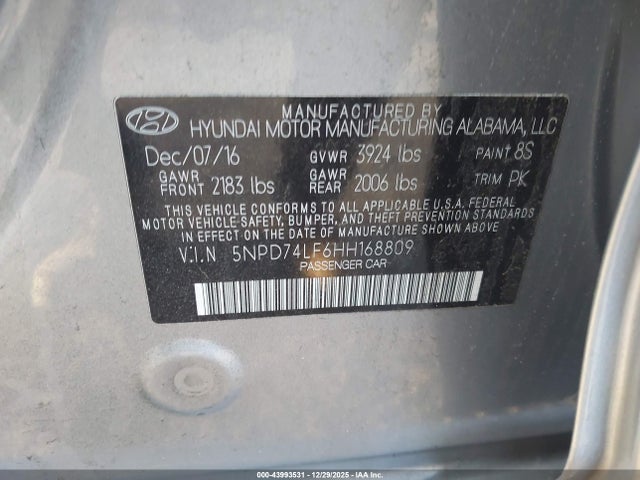 MANUFACTURED BY
HYUNDAI MOTOR MANUFACTURING ALABAMA, LLC
Dec/07/16 GVWR 3924 lbs PAINT 8S
GAWR FRONT 2183 lbs GAWR REAR 2006 lbs TRIM PK
THIS VEHICLE CONFORMS TO ALL APPLICABLE U.S.A. FEDERAL
MOTOR VEHICLE SAFETY, BUMPER, AND THEFT PREVENTION STANDARDS
IN EFFECT ON THE DATE OF MANUFACTURE SHOWN ABOVE
V.I.N 5NPD74LF6HH168809
PASSENGER CAR
000-43993531 - 12/29/2025 - IAAI.COM